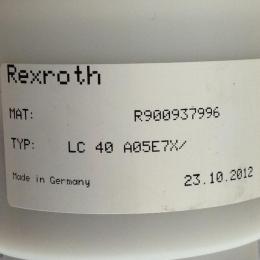 Rexroth
MAT: R900937996
TYP: LC 40 A05E7X/
Made in Germany 23.10.2012